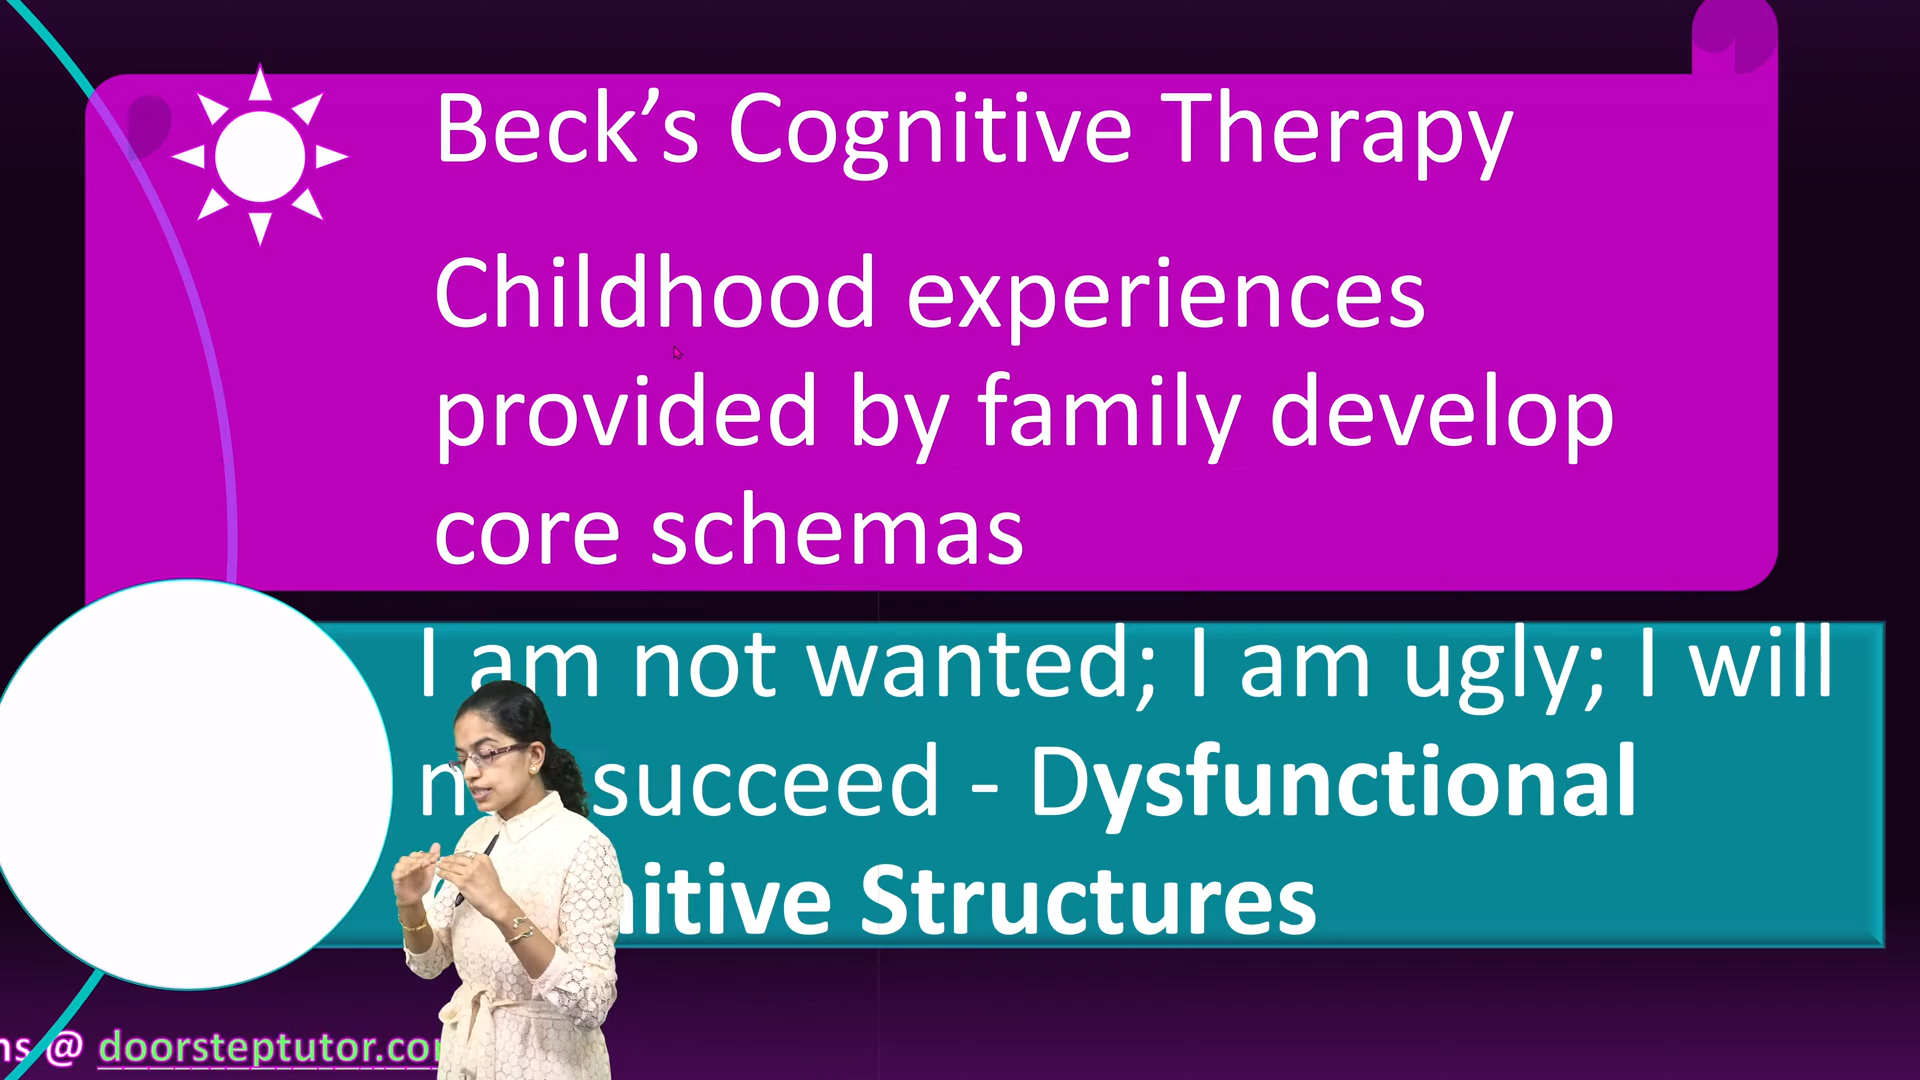 Beck’s Cognitive Therapy
Childhood experiences
provided by family develop
core schemas
I am not wanted; I am ugly; I will
succeed - Dysfunctional
Structures
@ doorsteptutor.co